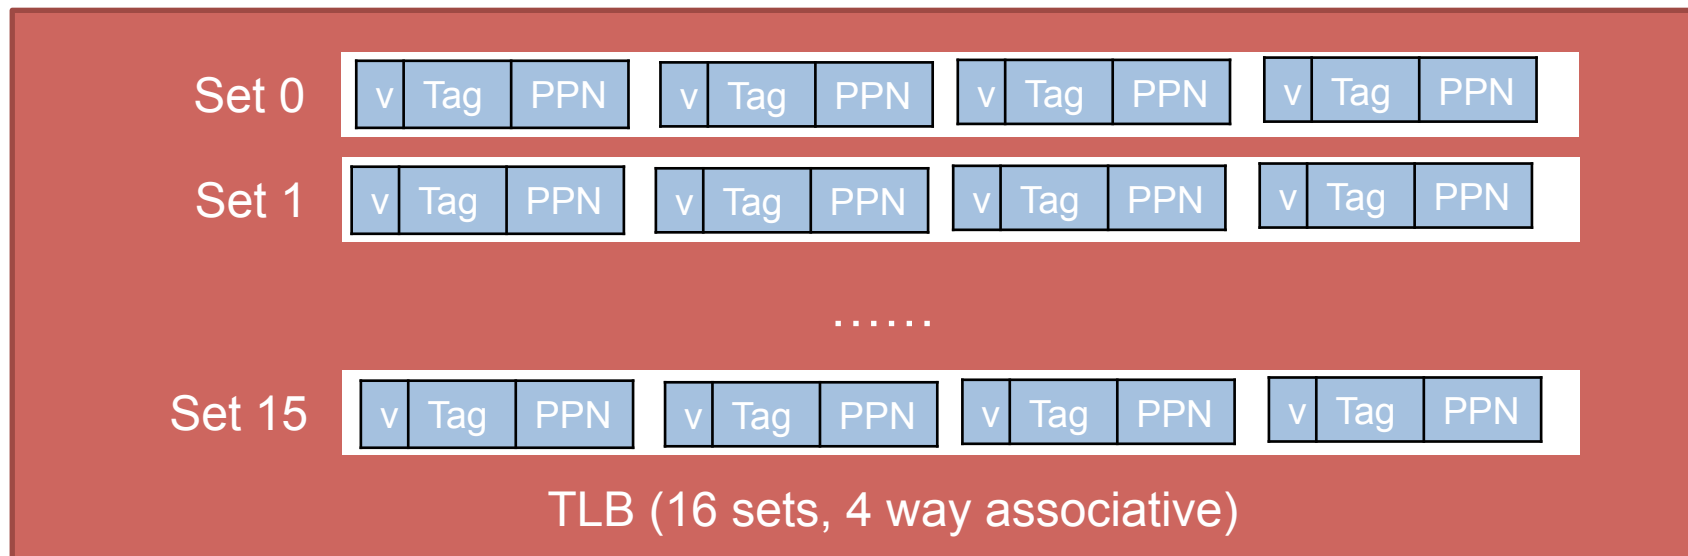 Set 0 v Tag PPN v Tag PPN v Tag PPN v Tag PPN
Set 1 v Tag PPN v Tag PPN v Tag PPN v Tag PPN
......
Set 15 v Tag PPN v Tag PPN v Tag PPN v Tag PPN
TLB (16 sets, 4 way associative)